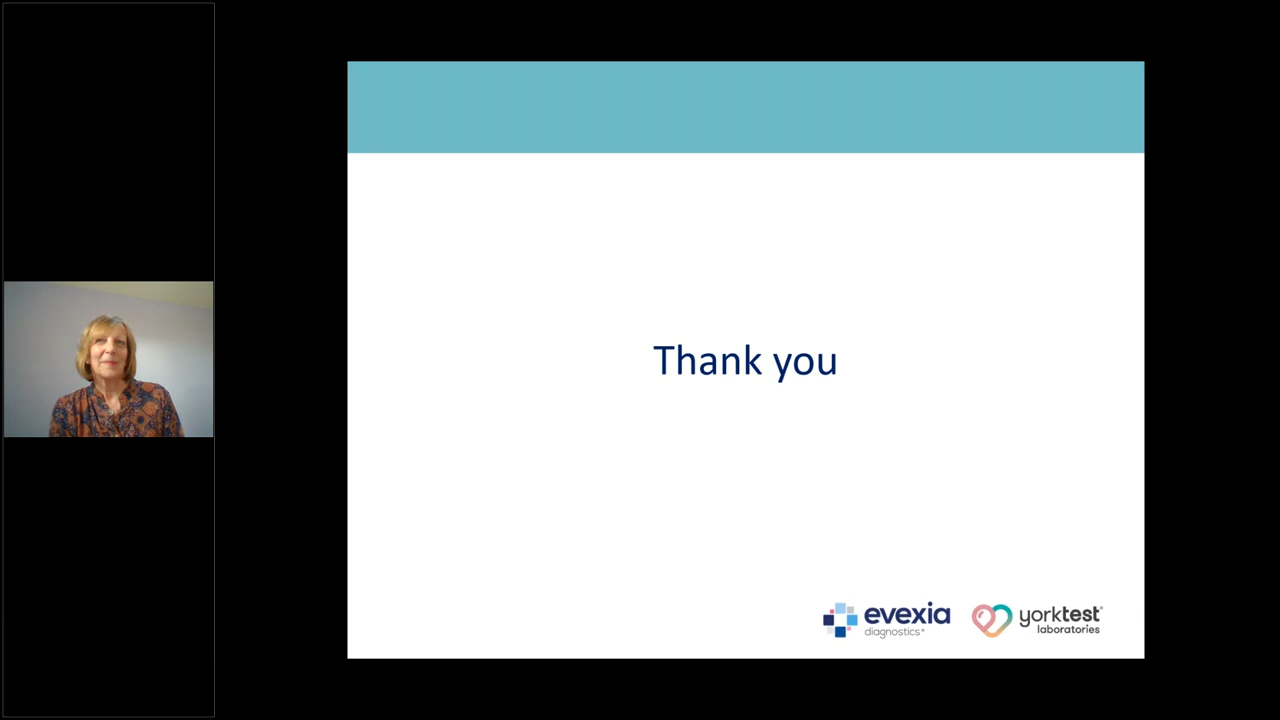 Thank you
evexia
diagnostics®
yorktest®
laboratories